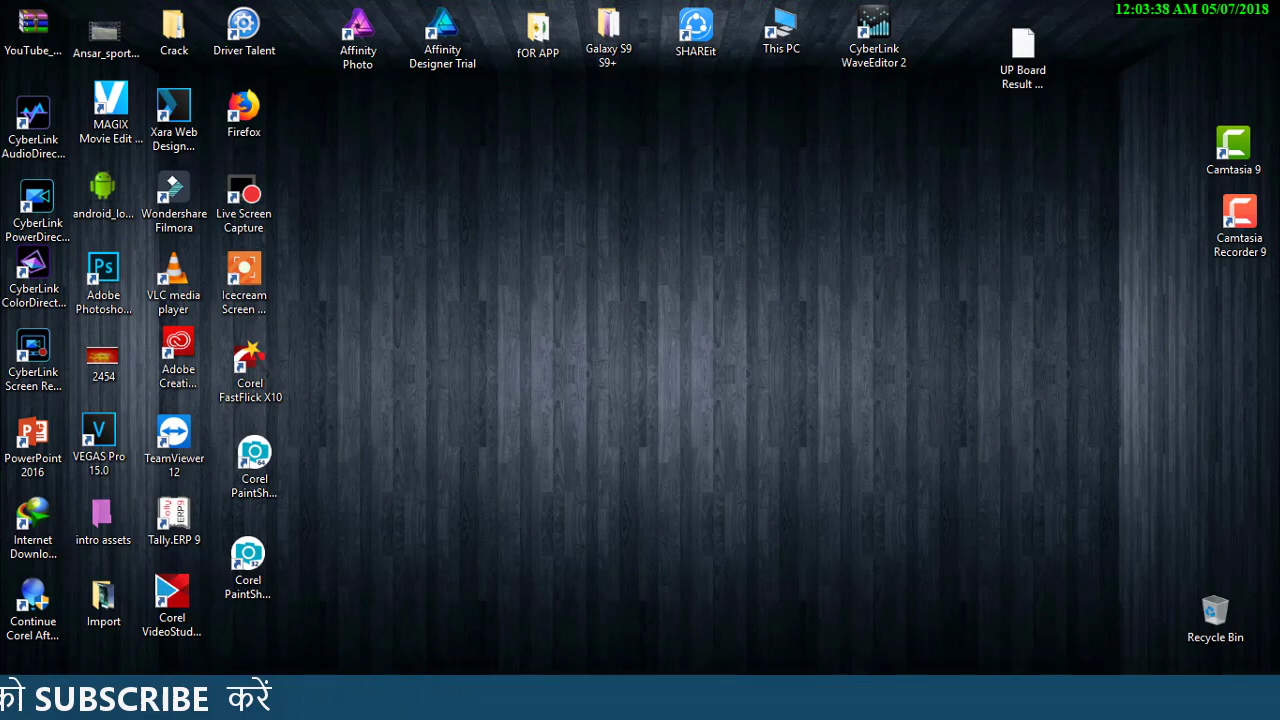 12:03:38 AM 05/07/2018
YouTube_...
Ansar_sport...
Crack
Driver Talent
Affinity
Photo
Affinity
Designer Trial
fOR APP
Galaxy S9
S9+
SHAREit
This PC
CyberLink
WaveEditor 2
UP Board
Result ...
CyberLink
AudioDirec...
MAGIX
Movie Edit ...
Xara Web
Design...
Firefox
Camtasia 9
CyberLink
PowerDirec...
android_lo...
Wondershare
Filmora
Live Screen
Capture
Camtasia
Recorder 9
CyberLink
ColorDirect...
Ps
Adobe
Photosho...
VLC media
player
Icecream
Screen ...
CyberLink
Screen Re...
2454
Adobe
Creati...
Corel
FastFlick X10
PowerPoint
2016
VEGAS Pro
15.0
TeamViewer
12
64
Corel
PaintSh...
Internet
Downlo...
intro assets
Tally
ERP9
Tally.ERP 9
32
Corel
PaintSh...
Continue
Corel Aft...
Import
Corel
VideoStud...
Recycle Bin
को SUBSCRIBE करें